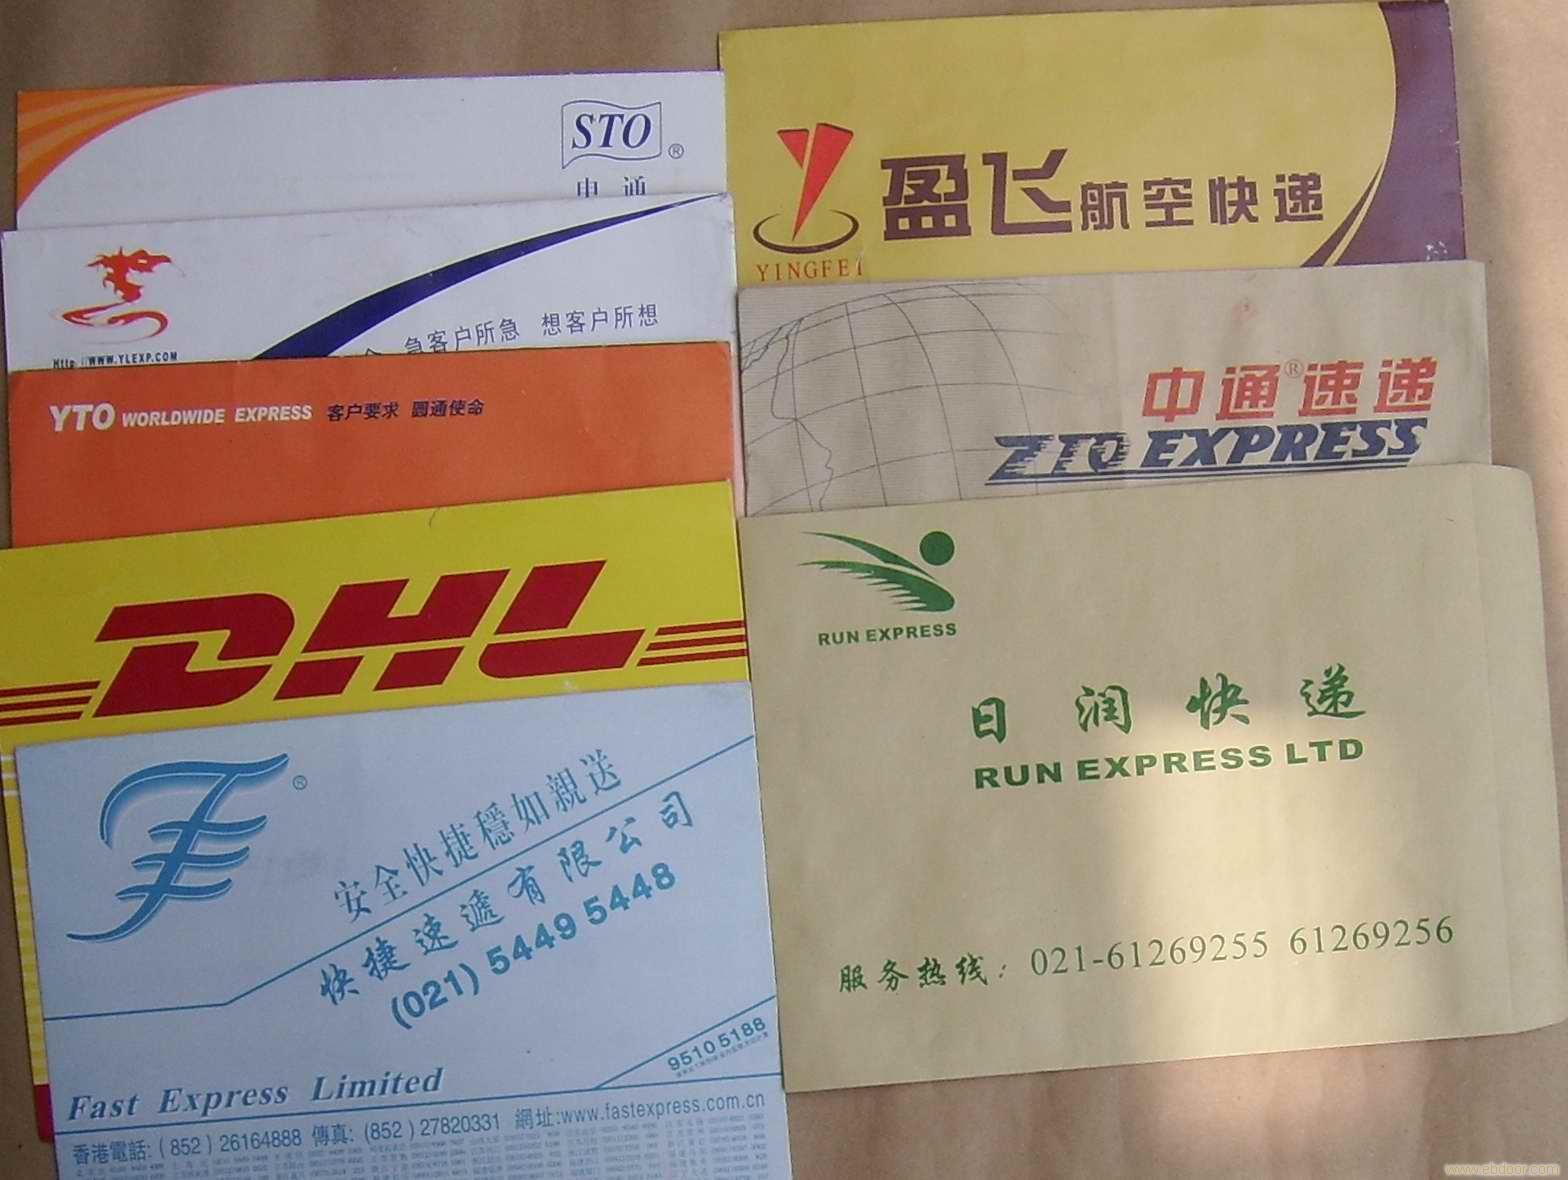 STO®
申 通
Http:
WWW.YLEXP.COM
急客户所急 想客户所想
YTO WORLDWIDE EXPRESS 客户要求 圆通使命
DHL
®
安全快捷穩如親送
快捷速遞有限公司
(021) 5449 5448
9510 5188
Fast Express Limited
香港電話: (852) 26164888 傳真: (852) 27820331 網址:www.fastexpress.com.cn
YINGFEI
盈飞航空快递
中通®速递
ZTO EXPRESS
RUN EXPRESS
日润快递
RUN EXPRESS LTD
服务热线: 021-61269255 61269256
www.ebdoor.com